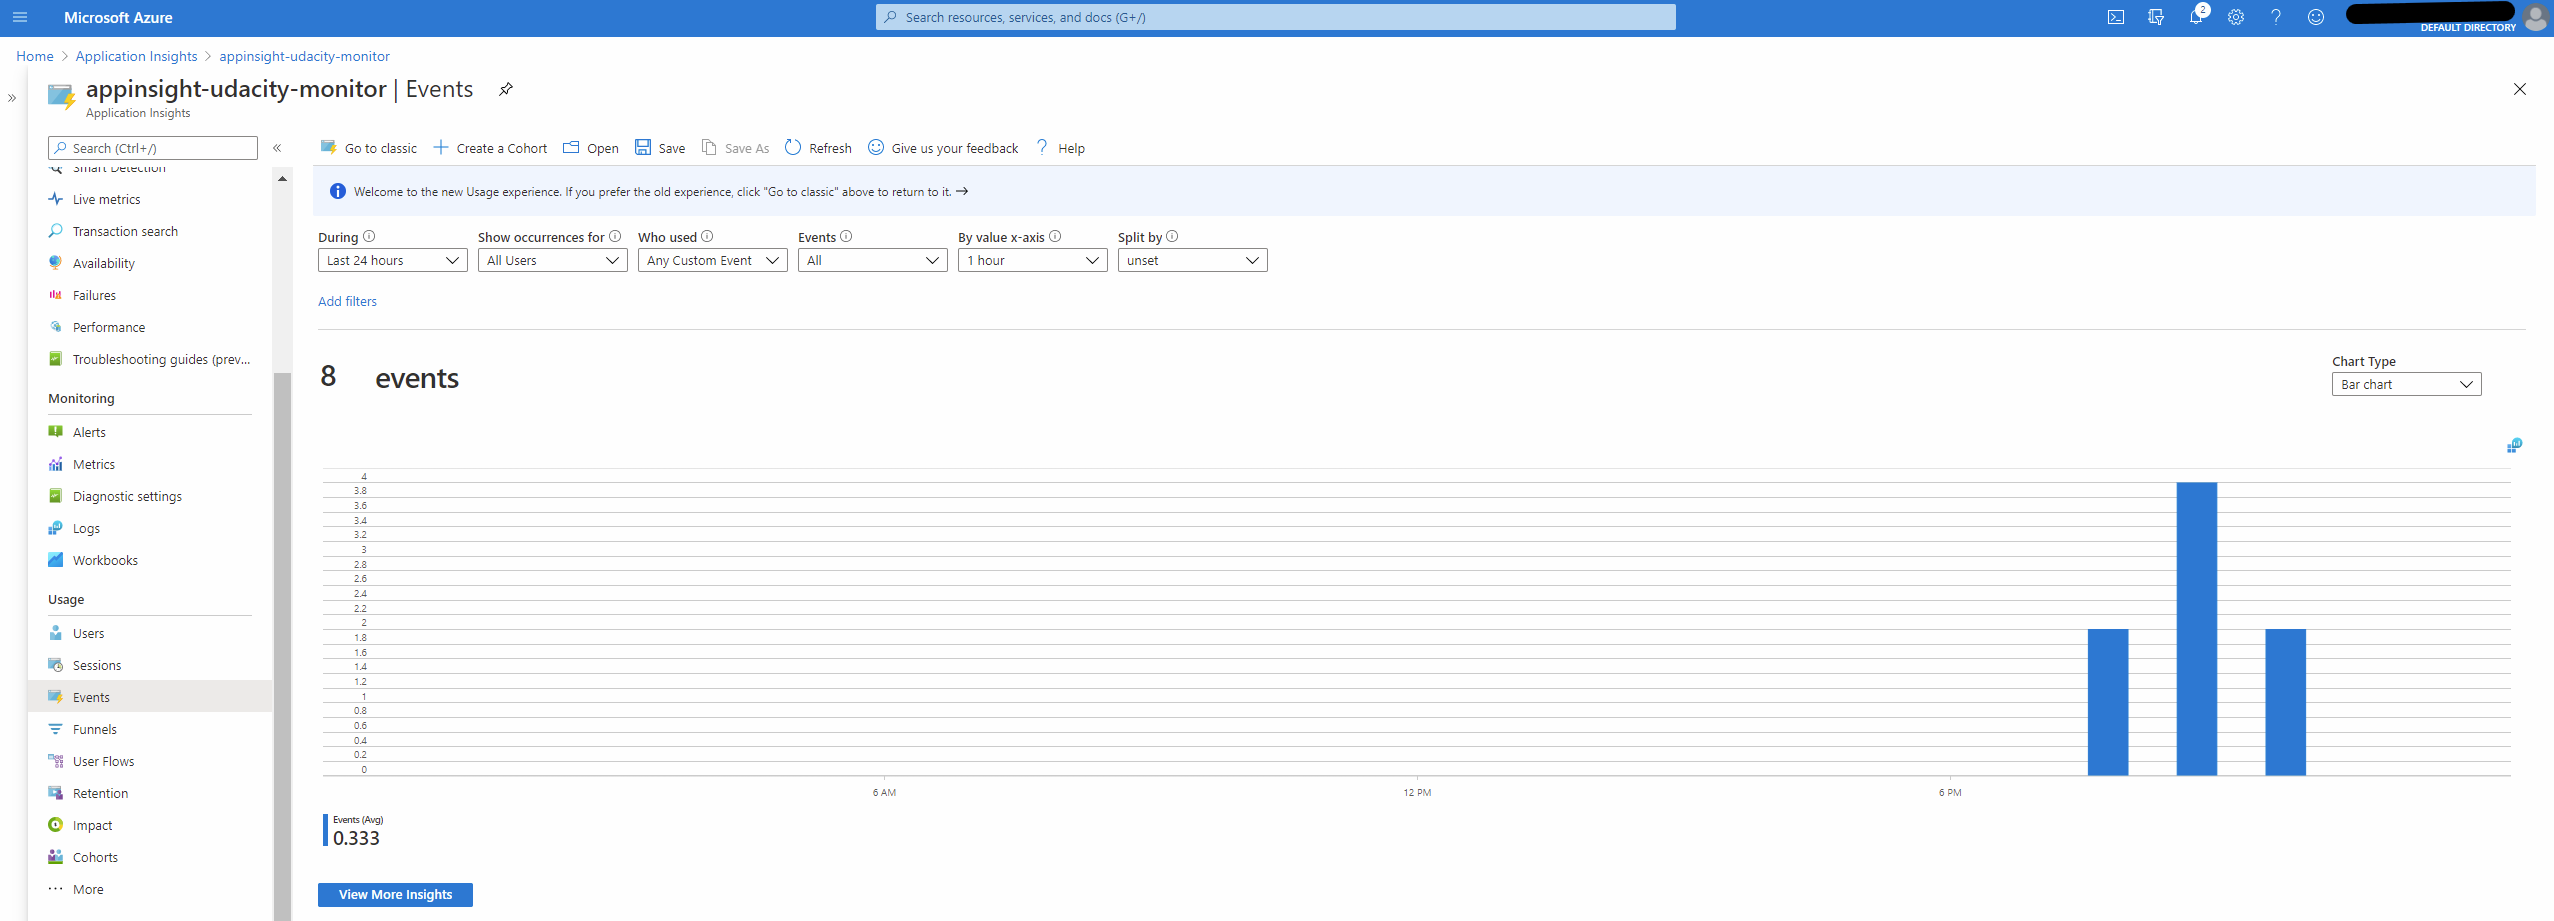 Microsoft Azure
Search resources, services, and docs (G+/)
2
DEFAULT DIRECTORY
Home > Application Insights > appinsight-udacity-monitor
appinsight-udacity-monitor | Events
Application Insights
Search (Ctrl+/)
Go to classic
Create a Cohort
Open
Save
Save As
Refresh
Give us your feedback
Help
Smart Detection
Live metrics
Transaction search
Availability
Failures
Performance
Troubleshooting guides (prev...
Monitoring
Alerts
Metrics
Diagnostic settings
Logs
Workbooks
Usage
Users
Sessions
Events
Funnels
User Flows
Retention
Impact
Cohorts
More
Welcome to the new Usage experience. If you prefer the old experience, click "Go to classic" above to return to it. →
During
Show occurrences for
Who used
Events
By value x-axis
Split by
Last 24 hours
All Users
Any Custom Event
All
1 hour
unset
Add filters
8 events
Chart Type
Bar chart
4
3.8
3.6
3.4
3.2
3
2.8
2.6
2.4
2.2
2
1.8
1.6
1.4
1.2
1
0.8
0.6
0.4
0.2
0
6 AM
12 PM
6 PM
Events (Avg)
0.333
View More Insights